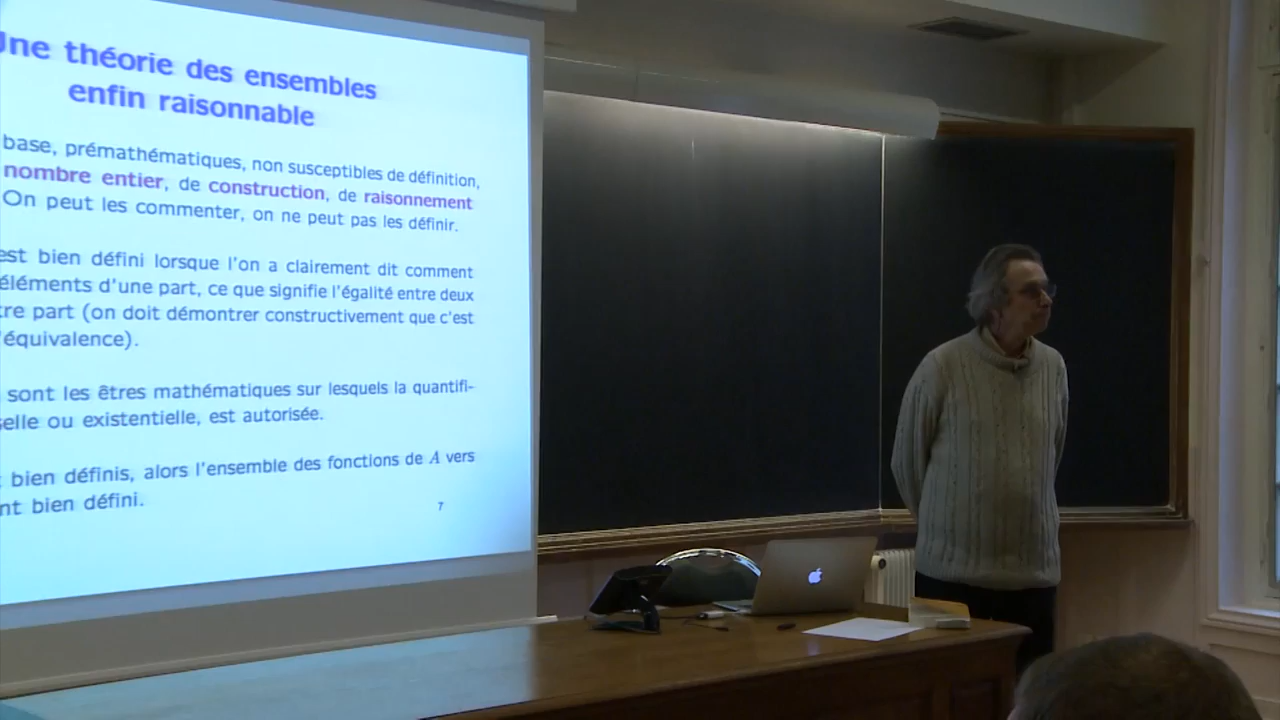 Une théorie des ensembles
enfin raisonnable
base, prémathématiques, non susceptibles de définition,
nombre entier, de construction, de raisonnement
On peut les commenter, on ne peut pas les définir.
est bien défini lorsque l'on a clairement dit comment
éléments d'une part, ce que signifie l'égalité entre deux
tre part (on doit démontrer constructivement que c'est
'équivalence).
sont les êtres mathématiques sur lesquels la quantifi-
selle ou existentielle, est autorisée.
bien définis, alors l'ensemble des fonctions de A vers
nt bien défini.
7